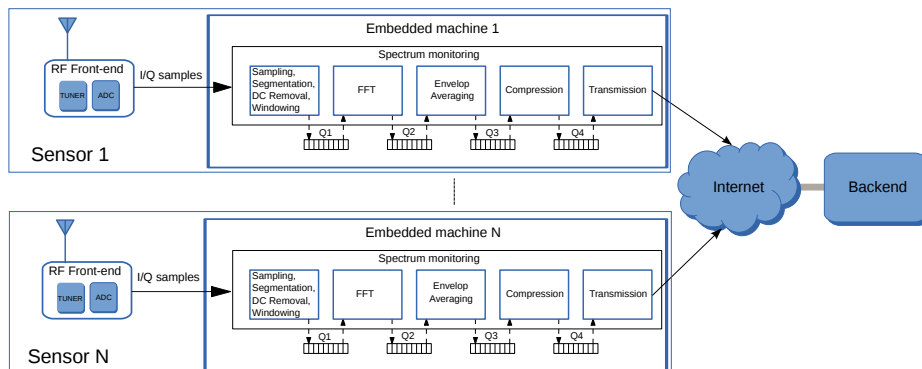 Embedded machine 1
Spectrum monitoring
RF Front-end
TUNER
ADC
I/Q samples
Sampling,
Segmentation,
DC Removal,
Windowing
FFT
Envelop
Averaging
Compression
Transmission
Q1
Q2
Q3
Q4
Sensor 1
Internet
Backend
Embedded machine N
Spectrum monitoring
RF Front-end
TUNER
ADC
I/Q samples
Sampling,
Segmentation,
DC Removal,
Windowing
FFT
Envelop
Averaging
Compression
Transmission
Q1
Q2
Q3
Q4
Sensor N